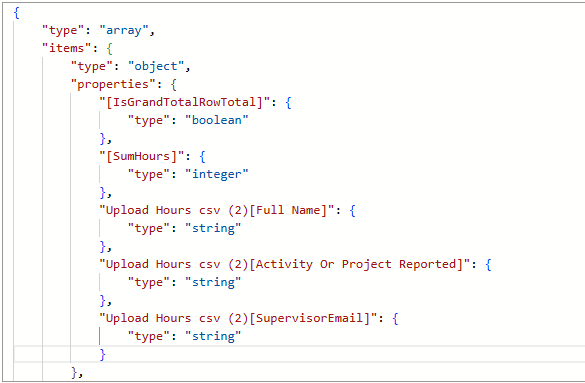 {
"type": "array",
"items": {
"type": "object",
"properties": {
"[IsGrandTotalRowTotal]": {
"type": "boolean"
},
"[SumHours]": {
"type": "integer"
},
"Upload Hours csv (2)[Full Name]": {
"type": "string"
},
"Upload Hours csv (2)[Activity Or Project Reported]": {
"type": "string"
},
"Upload Hours csv (2)[SupervisorEmail]": {
"type": "string"
}
},